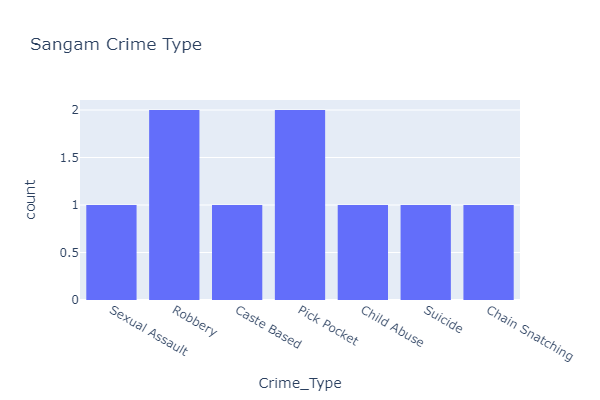 Sangam Crime Type
2
1.5
1
0.5
0
count
Sexual Assault
Robbery
Caste Based
Pick Pocket
Child Abuse
Suicide
Chain Snatching
Crime_Type